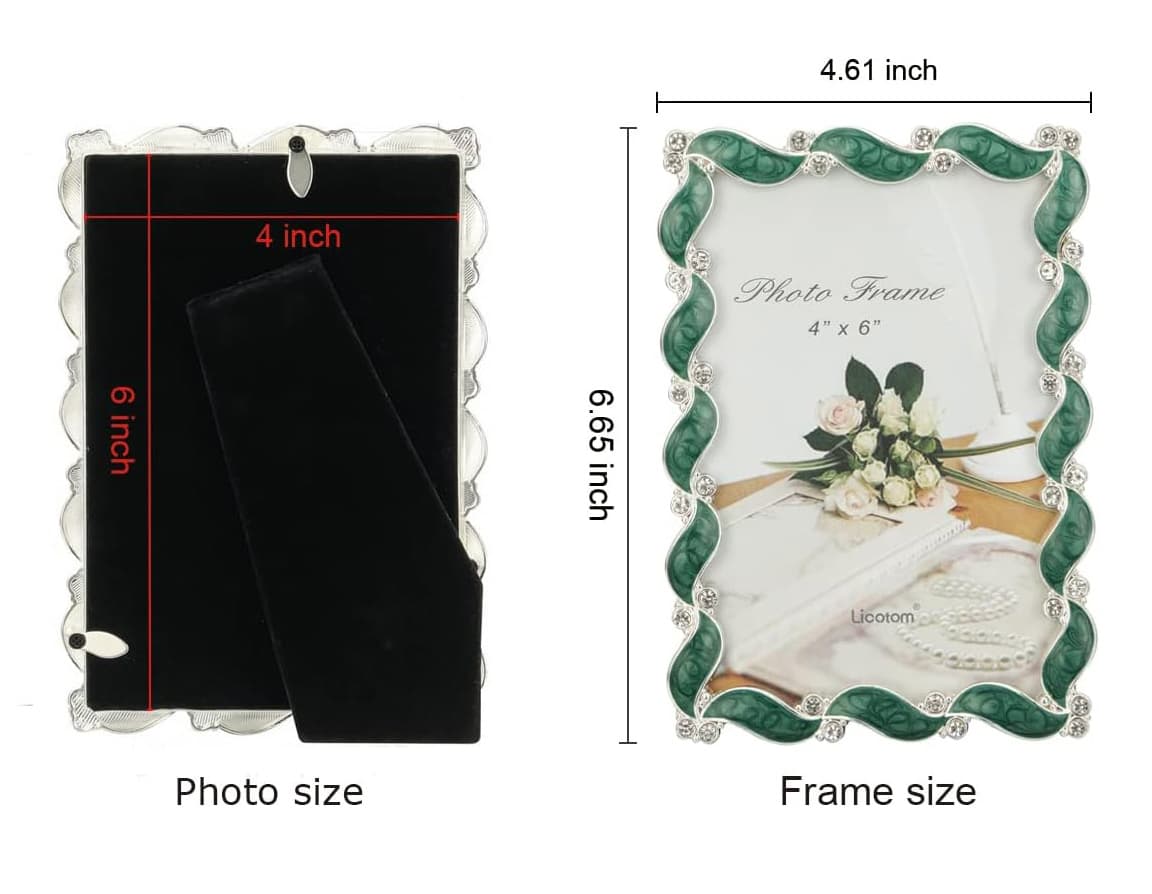 4 inch
6 inch
Photo size
4.61 inch
6.65 inch
Photo Frame
4” x 6”
Licotom®
Frame size